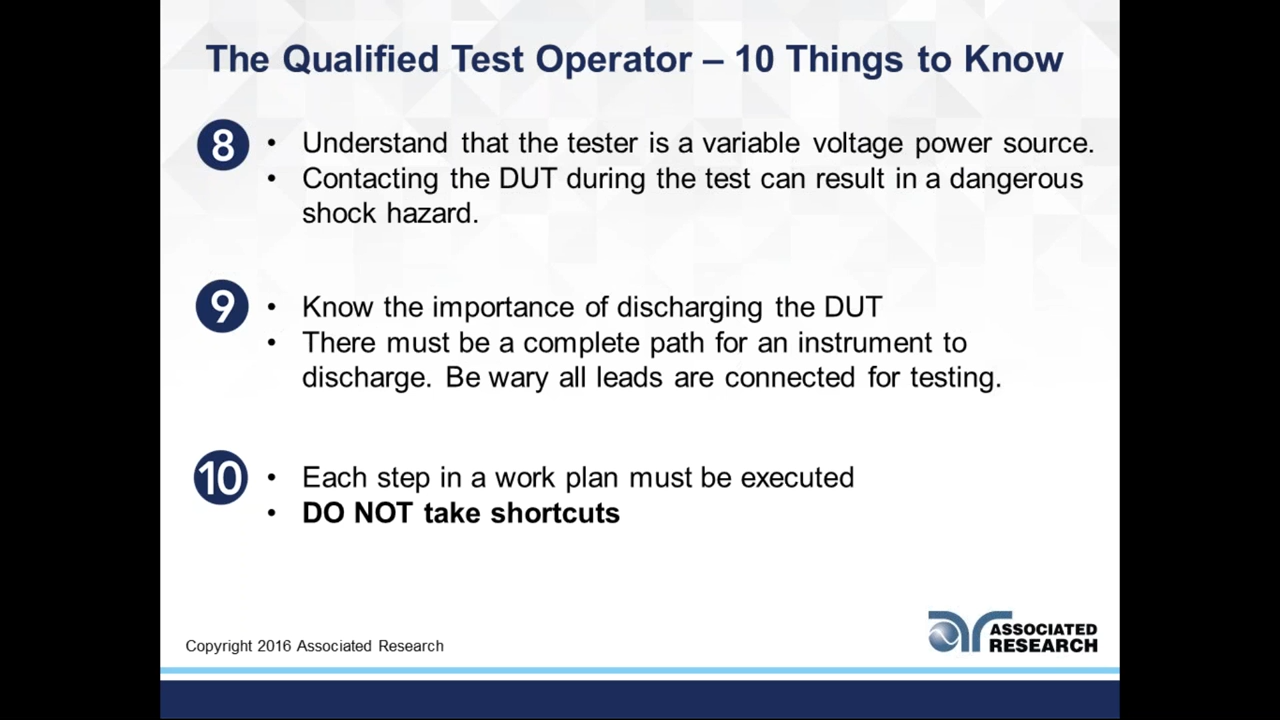 The Qualified Test Operator – 10 Things to Know
8
• Understand that the tester is a variable voltage power source.
• Contacting the DUT during the test can result in a dangerous
shock hazard.
9
• Know the importance of discharging the DUT
• There must be a complete path for an instrument to
discharge. Be wary all leads are connected for testing.
10
• Each step in a work plan must be executed
• DO NOT take shortcuts
Copyright 2016 Associated Research
ar ASSOCIATED
RESEARCH